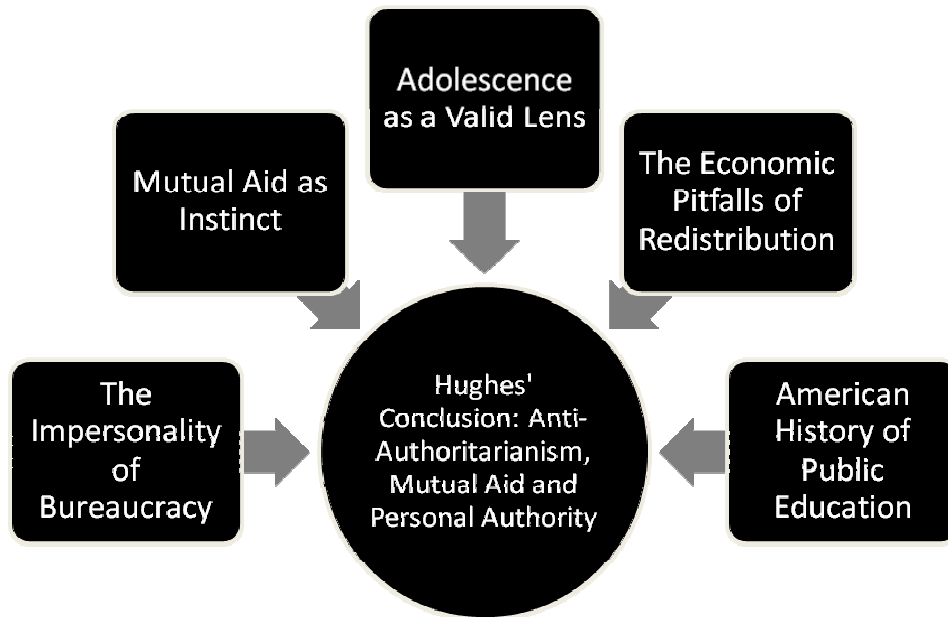 Adolescence
as a Valid Lens
Mutual Aid as
Instinct
The Economic
Pitfalls of
Redistribution
The
Impersonality
of
Bureaucracy
Hughes'
Conclusion: Anti-
Authoritarianism,
Mutual Aid and
Personal Authority
American
History of
Public
Education